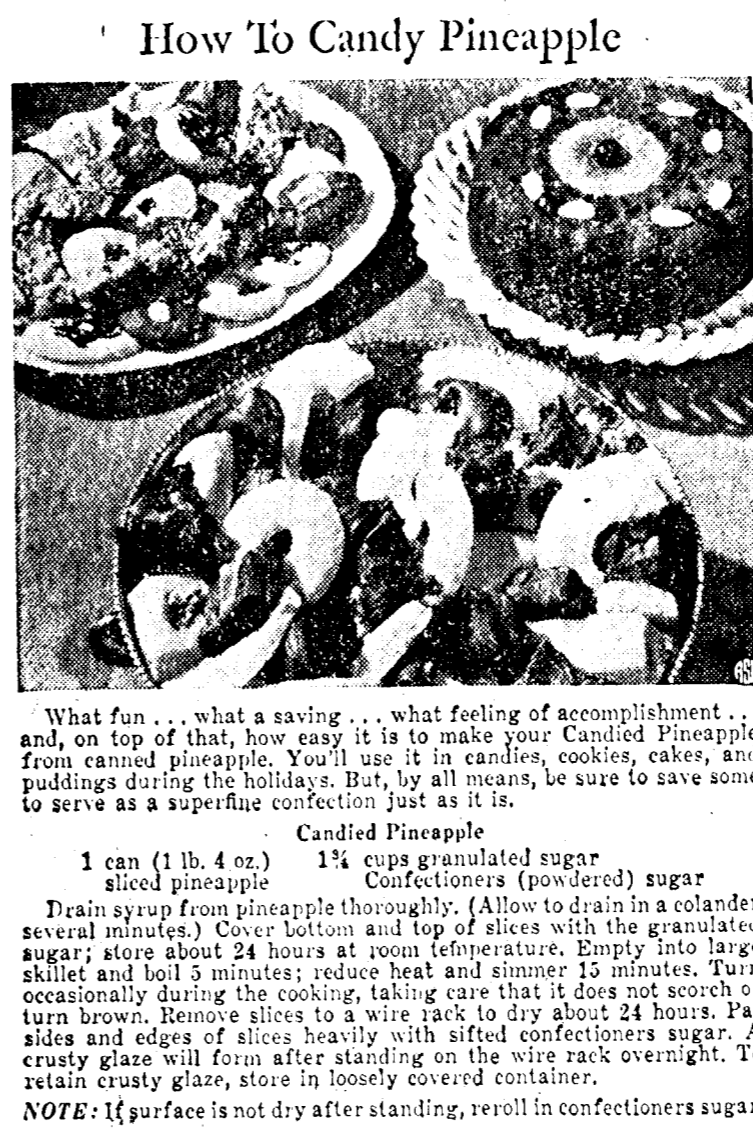 How To Candy Pineapple
AS
What fun ... what a saving ... what feeling of accomplishment ..
and, on top of that, how easy it is to make your Candied Pineapple
from canned pineapple. You'll use it in candies, cookies, cakes, and
puddings during the holidays. But, by all means, be sure to save some
to serve as a superfine confection just as it is.
Candied Pineapple
1 can (1 lb. 4 oz.) 1¾ cups granulated sugar
sliced pineapple Confectioners (powdered) sugar
Drain syrup from pineapple thoroughly. (Allow to drain in a colander
several minutes.) Cover bottom and top of slices with the granulated
sugar; store about 24 hours at room temperature. Empty into large
skillet and boil 5 minutes; reduce heat and simmer 15 minutes. Turn
occasionally during the cooking, taking care that it does not scorch o
turn brown. Remove slices to a wire rack to dry about 24 hours. Pa
sides and edges of slices heavily with sifted confectioners sugar. A
crusty glaze will form after standing on the wire rack overnight. T
retain crusty glaze, store in loosely covered container.
NOTE: If surface is not dry after standing, reroll in confectioners sugar